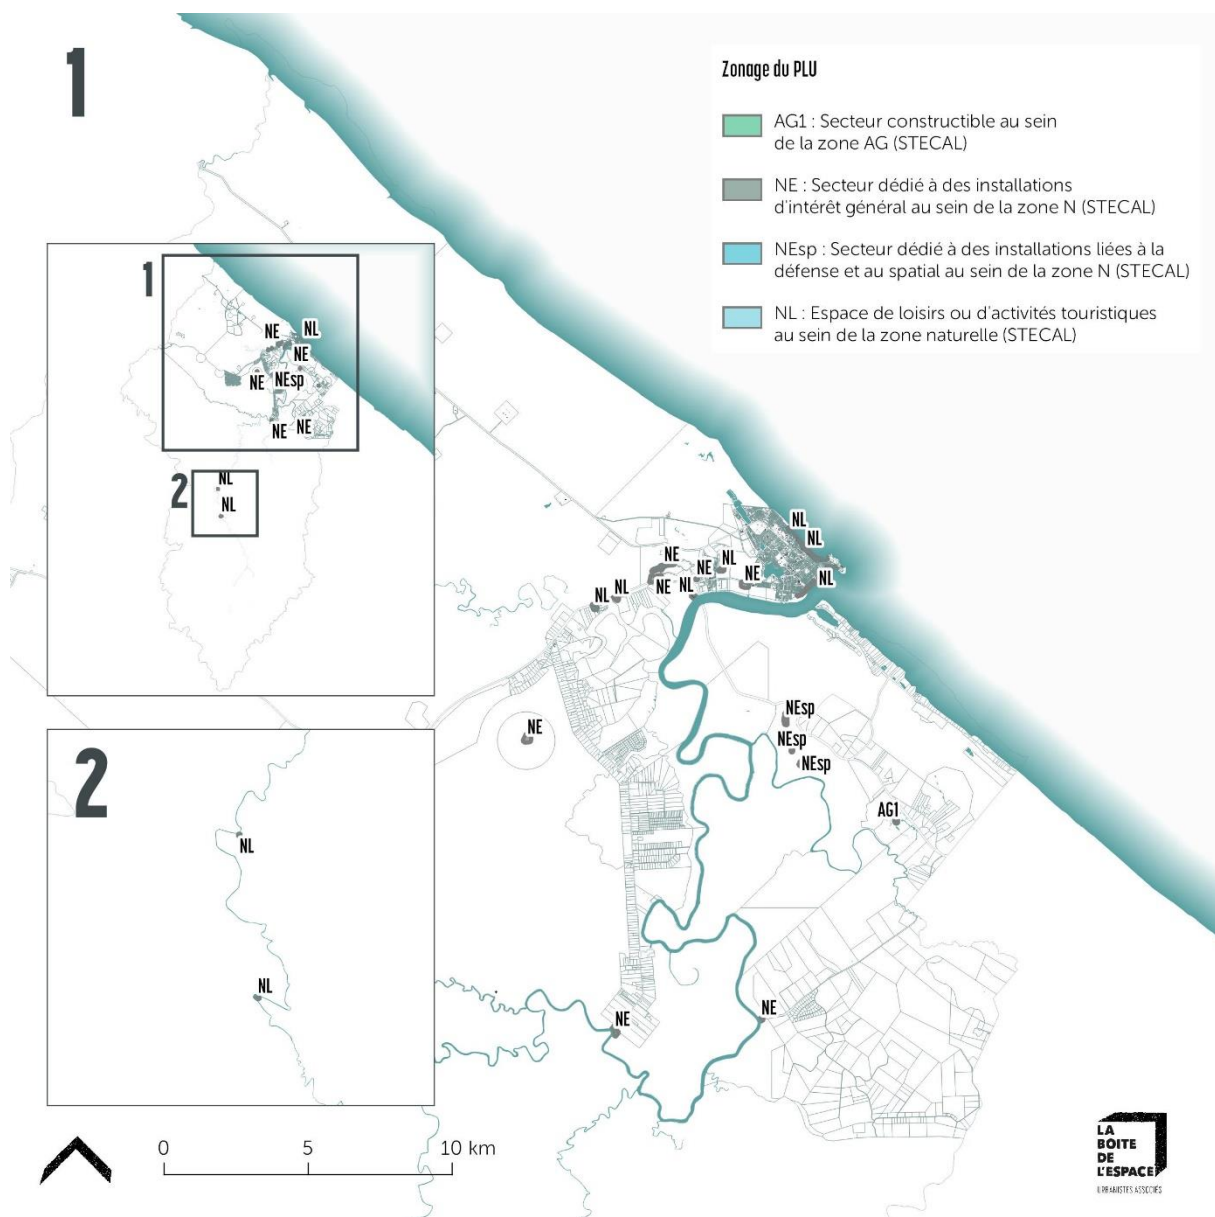 1
Zonage du PLU
AG1 : Secteur constructible au sein
de la zone AG (STECAL)
NE : Secteur dédié à des installations
d'intérêt général au sein de la zone N (STECAL)
NEsp : Secteur dédié à des installations liées à la
défense et au spatial au sein de la zone N (STECAL)
NL : Espace de loisirs ou d'activités touristiques
au sein de la zone naturelle (STECAL)
1
NE
NL
NE
NE
NEsp
NE
NE
2
NL
NL
NL
NL
NE
NL
NE
NE
NE
NL
NL
NL
NL
NEsp
NE
NEsp
NEsp
AG1
NE
NE
2
NL
NL
0 5 10 km
LA
BOITE
DE
L'ESPACE
URBANISTES ASSOCIÉS